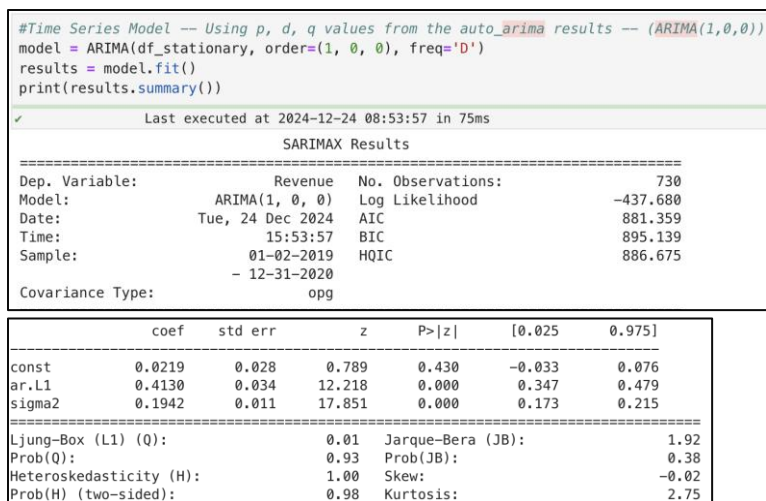 #Time Series Model -- Using p, d, q values from the auto_arima results -- (ARIMA(1,0,0))
model = ARIMA(df_stationary, order=(1, 0, 0), freq='D')
results = model.fit()
print(results.summary())
✔ Last executed at 2024-12-24 08:53:57 in 75ms
SARIMAX Results
==============================================================================
Dep. Variable: Revenue No. Observations: 730
Model: ARIMA(1, 0, 0) Log Likelihood -437.680
Date: Tue, 24 Dec 2024 AIC 881.359
Time: 15:53:57 BIC 895.139
Sample: 01-02-2019 HQIC 886.675
- 12-31-2020
Covariance Type: opg
coef std err z P>|z| [0.025 0.975]
------------------------------------------------------------------------------
const 0.0219 0.028 0.789 0.430 -0.033 0.076
ar.L1 0.4130 0.034 12.218 0.000 0.347 0.479
sigma2 0.1942 0.011 17.851 0.000 0.173 0.215
==============================================================================
Ljung-Box (L1) (Q): 0.01 Jarque-Bera (JB): 1.92
Prob(Q): 0.93 Prob(JB): 0.38
Heteroskedasticity (H): 1.00 Skew: -0.02
Prob(H) (two-sided): 0.98 Kurtosis: 2.75